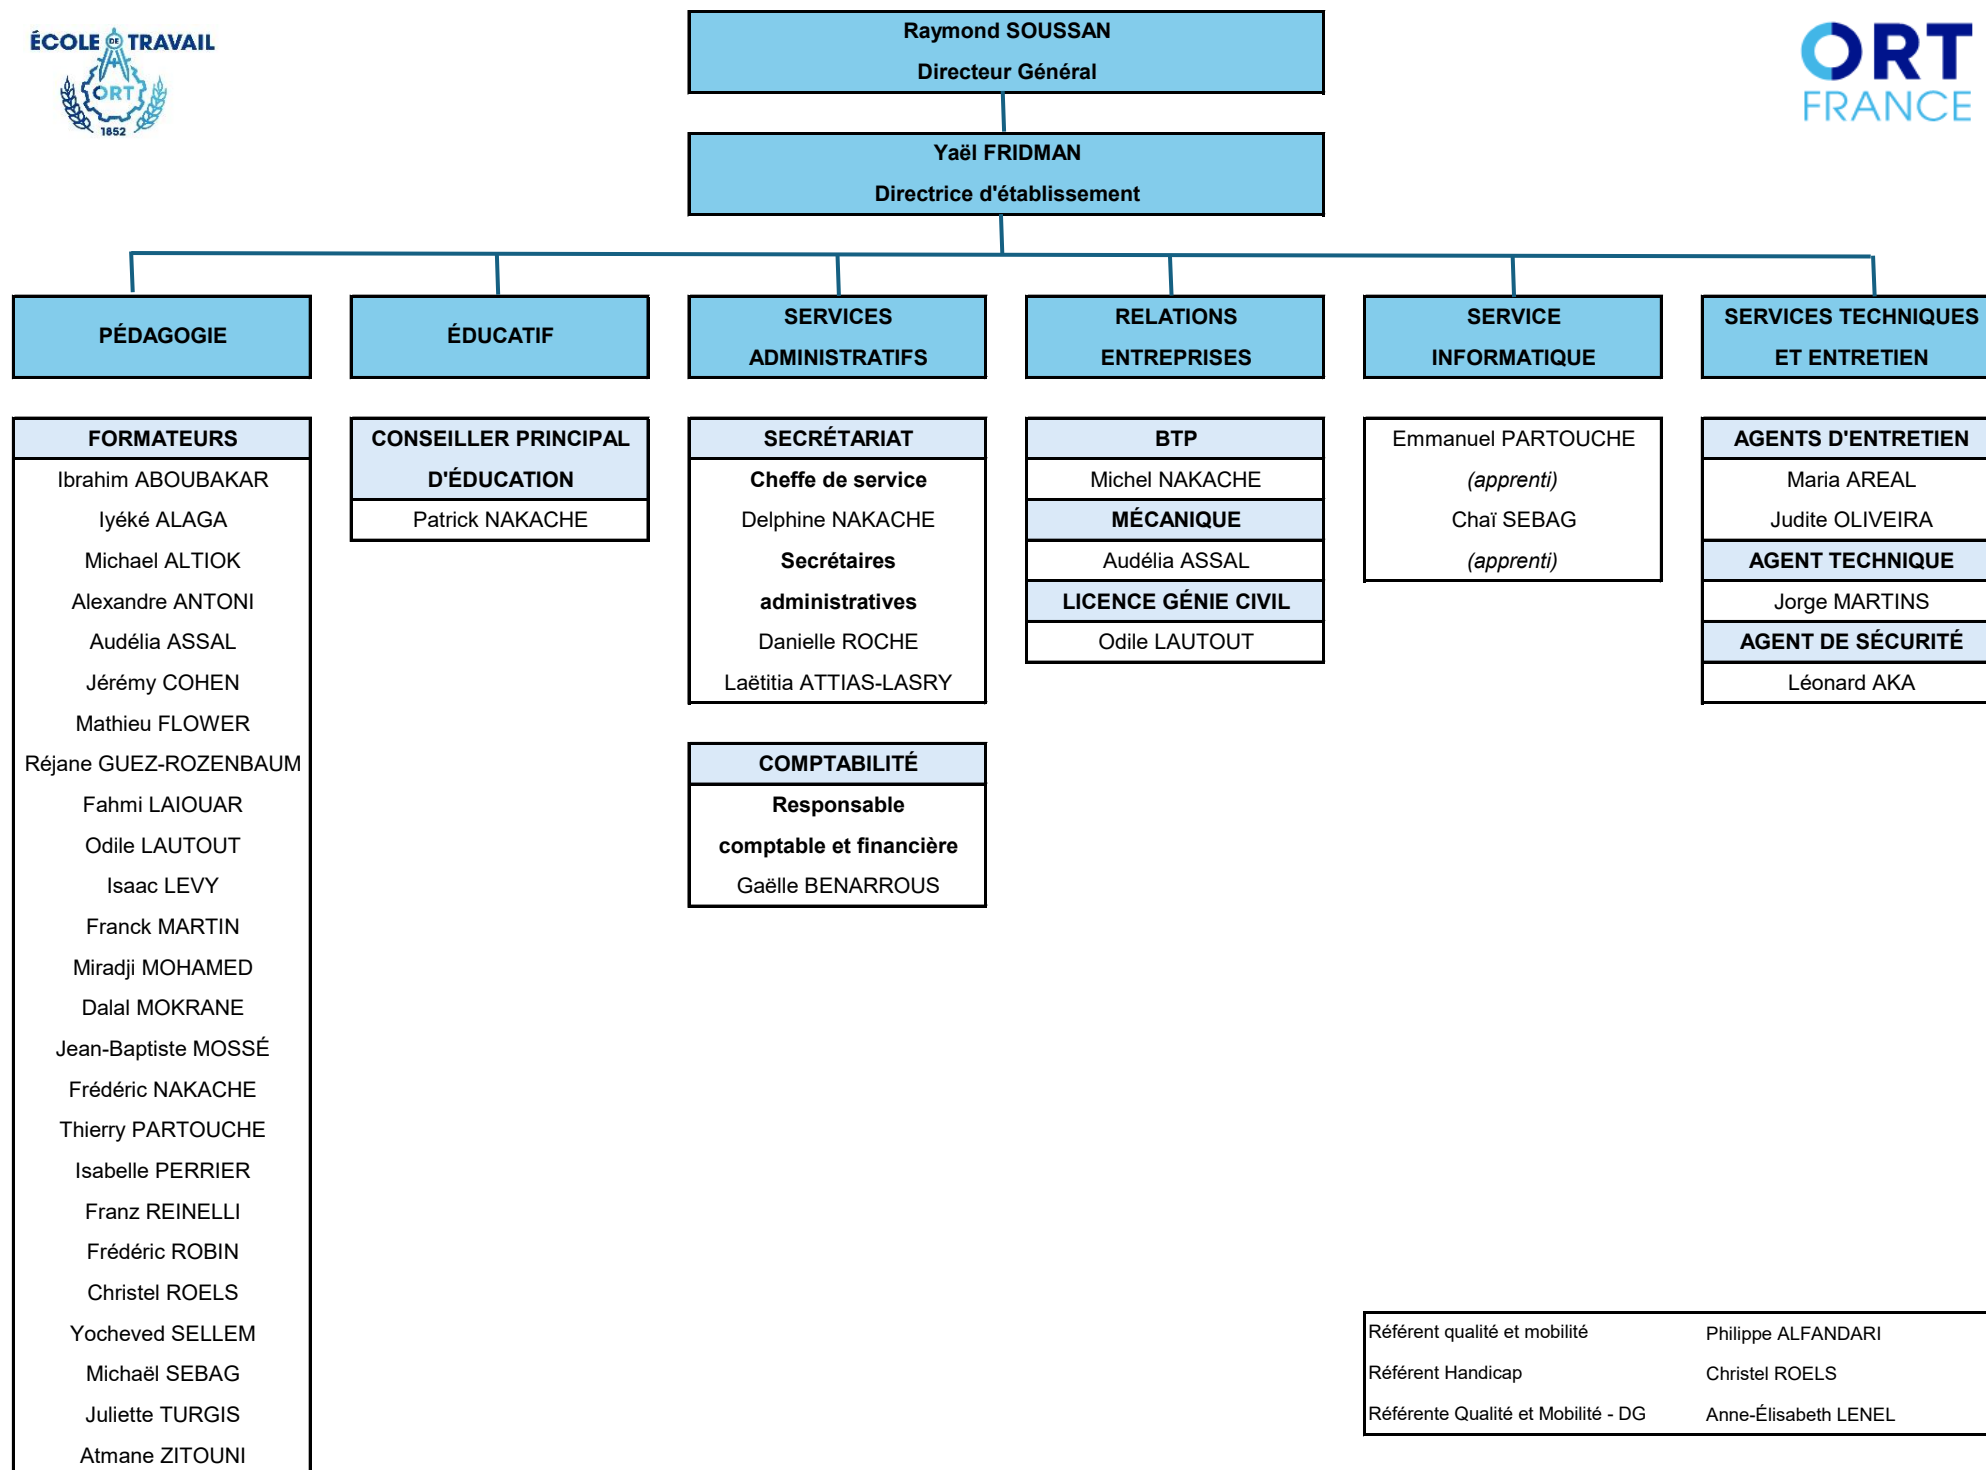 ÉCOLE DE TRAVAIL
ORT
1852
ORT
FRANCE
Raymond SOUSSAN
Directeur Général
Yaël FRIDMAN
Directrice d'établissement
PÉDAGOGIE
FORMATEURS
Ibrahim ABOUBAKAR
Iyéké ALAGA
Michael ALTIOK
Alexandre ANTONI
Audélia ASSAL
Jérémy COHEN
Mathieu FLOWER
Réjane GUEZ-ROZENBAUM
Fahmi LAIOUAR
Odile LAUTOUT
Isaac LEVY
Franck MARTIN
Miradji MOHAMED
Dalal MOKRANE
Jean-Baptiste MOSSÉ
Frédéric NAKACHE
Thierry PARTOUCHE
Isabelle PERRIER
Franz REINELLI
Frédéric ROBIN
Christel ROELS
Yocheved SELLEM
Michaël SEBAG
Juliette TURGIS
Atmane ZITOUNI
ÉDUCATIF
CONSEILLER PRINCIPAL
D'ÉDUCATION
Patrick NAKACHE
SERVICES
ADMINISTRATIFS
SECRÉTARIAT
Cheffe de service
Delphine NAKACHE
Secrétaires
administratives
Danielle ROCHE
Laëtitia ATTIAS-LASRY
COMPTABILITÉ
Responsable
comptable et financière
Gaëlle BENARROUS
RELATIONS
ENTREPRISES
BTP
Michel NAKACHE
MÉCANIQUE
Audélia ASSAL
LICENCE GÉNIE CIVIL
Odile LAUTOUT
SERVICE
INFORMATIQUE
Emmanuel PARTOUCHE
(apprenti)
Chaï SEBAG
(apprenti)
SERVICES TECHNIQUES
ET ENTRETIEN
AGENTS D'ENTRETIEN
Maria AREAL
Judite OLIVEIRA
AGENT TECHNIQUE
Jorge MARTINS
AGENT DE SÉCURITÉ
Léonard AKA
Référent qualité et mobilité Philippe ALFANDARI
Référent Handicap Christel ROELS
Référente Qualité et Mobilité - DG Anne-Élisabeth LENEL